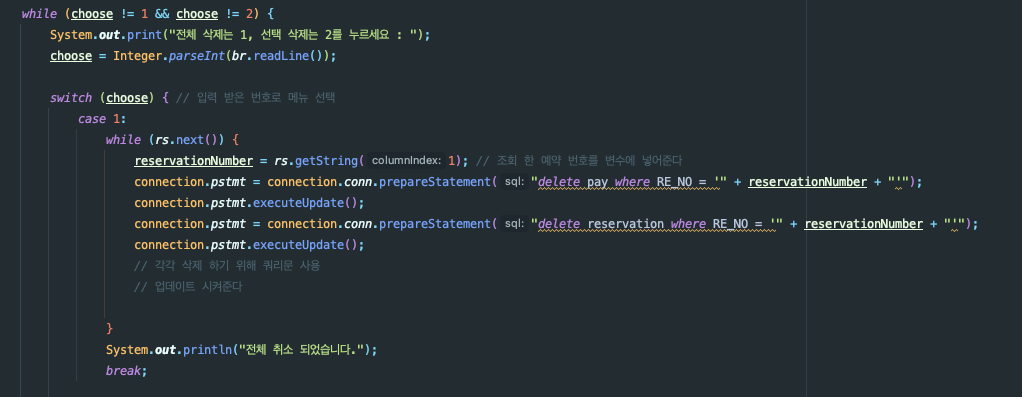 while (choose != 1 && choose != 2) {
System.out.print("전체 삭제는 1, 선택 삭제는 2를 누르세요 : ");
choose = Integer.parseInt(br.readLine());
switch (choose) { // 입력 받은 번호로 메뉴 선택
case 1:
while (rs.next()) {
reservationNumber = rs.getString( columnIndex: 1); // 조회 한 예약 번호를 변수에 넣어준다
connection.pstmt = connection.conn.prepareStatement( sql: "delete pay where RE_NO = '" + reservationNumber + "'");
connection.pstmt.executeUpdate();
connection.pstmt = connection.conn.prepareStatement( sql: "delete reservation where RE_NO = '" + reservationNumber + "'");
connection.pstmt.executeUpdate();
// 각각 삭제 하기 위해 쿼리문 사용
// 업데이트 시켜준다
}
System.out.println("전체 취소 되었습니다.");
break;